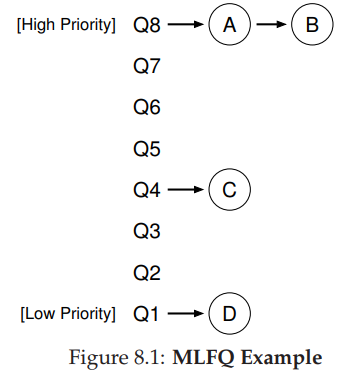 [High Priority] Q8 A B
Q7
Q6
Q5
Q4 C
Q3
Q2
[Low Priority] Q1 D
Figure 8.1: MLFQ Example